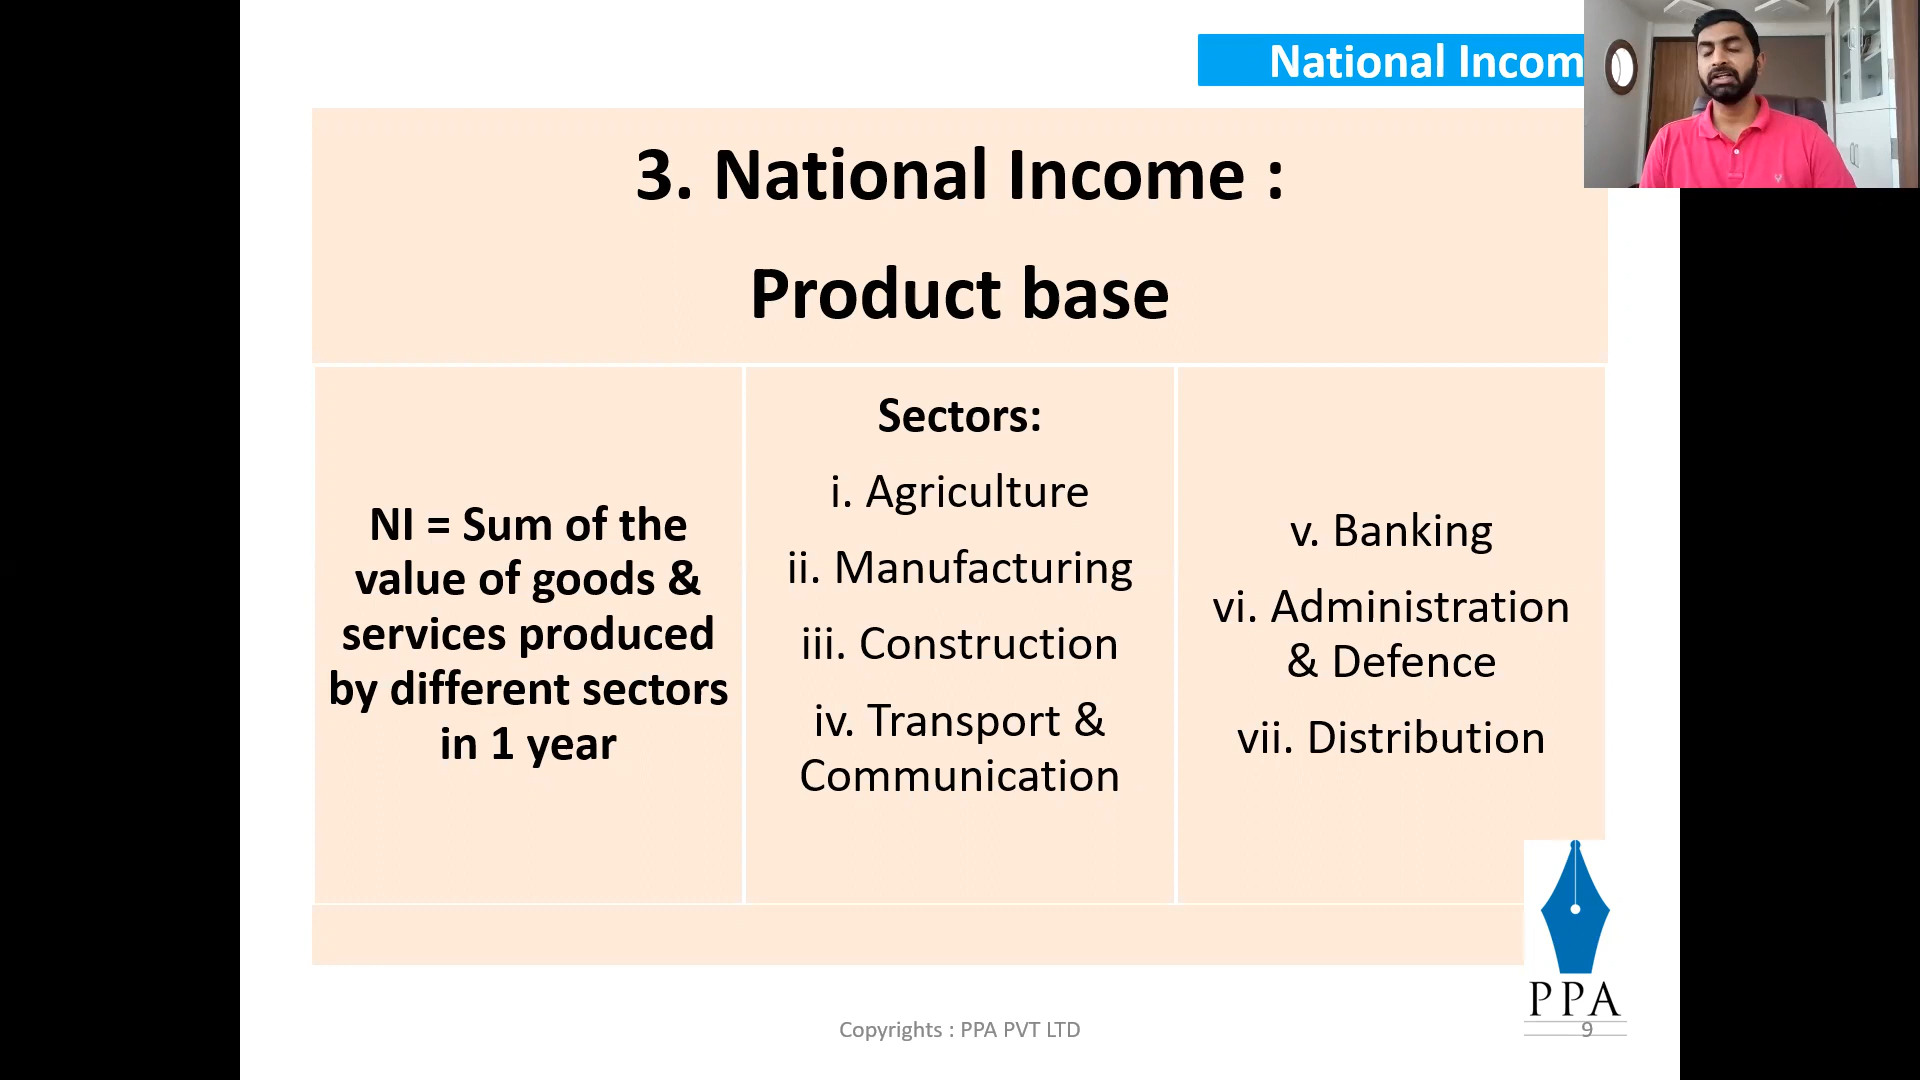 National Incom
3. National Income :
Product base
NI = Sum of the
value of goods &
services produced
by different sectors
in 1 year
Sectors:
i. Agriculture
ii. Manufacturing
iii. Construction
iv. Transport &
Communication
v. Banking
vi. Administration
& Defence
vii. Distribution
PPA
Copyrights : PPA PVT LTD
9